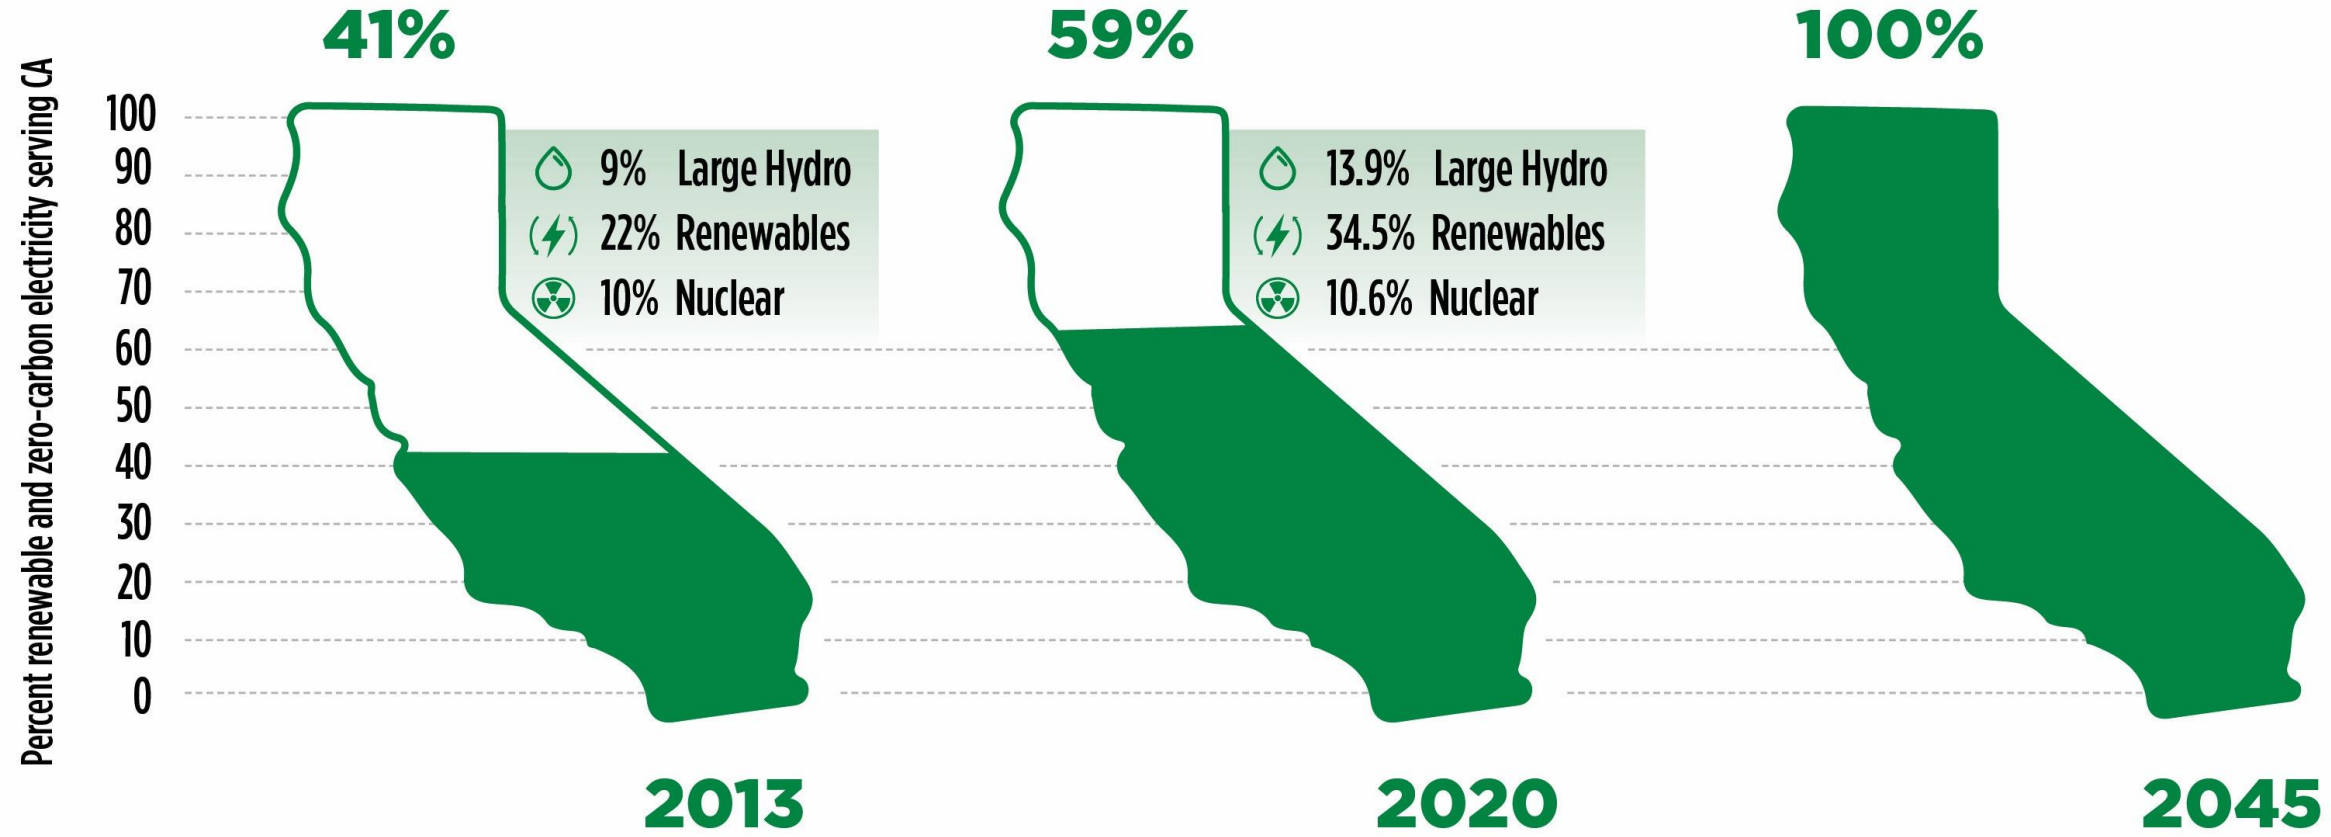 41%
59%
100%
Percent renewable and zero-carbon electricity serving CA
100
90
80
70
60
50
40
30
20
10
0
9% Large Hydro
22% Renewables
10% Nuclear
13.9% Large Hydro
34.5% Renewables
10.6% Nuclear
2013
2020
2045